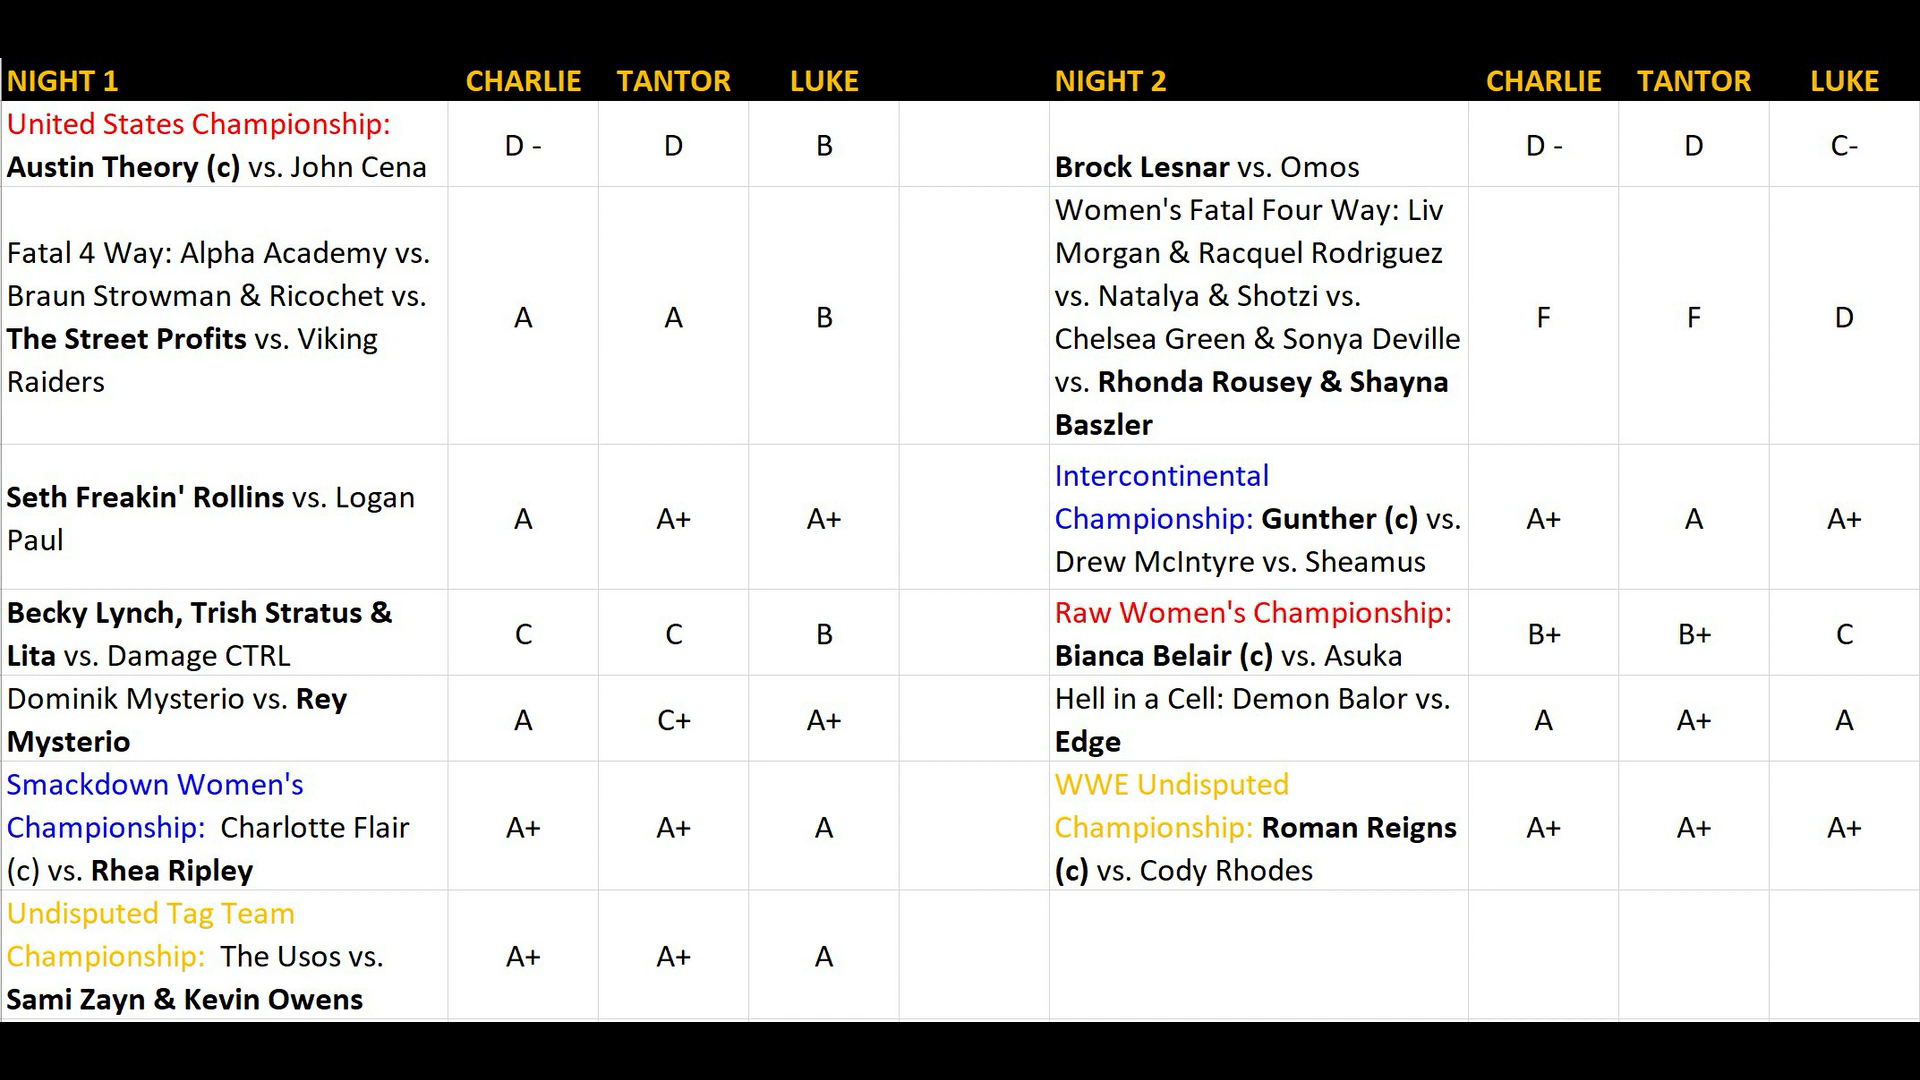 NIGHT 1 CHARLIE TANTOR LUKE NIGHT 2 CHARLIE TANTOR LUKE
United States Championship:
Austin Theory (c) vs. John Cena
D -
D
B
Brock Lesnar vs. Omos
D -
D
C-
Fatal 4 Way: Alpha Academy vs.
Braun Strowman & Ricochet vs.
The Street Profits vs. Viking
Raiders
A
A
B
Women's Fatal Four Way: Liv
Morgan & Racquel Rodriguez
vs. Natalya & Shotzi vs.
Chelsea Green & Sonya Deville
vs. Rhonda Rousey & Shayna
Baszler
F
F
D
Seth Freakin' Rollins vs. Logan
Paul
A
A+
A+
Intercontinental
Championship: Gunther (c) vs.
Drew McIntyre vs. Sheamus
A+
A
A+
Becky Lynch, Trish Stratus &
Lita vs. Damage CTRL
C
C
B
Raw Women's Championship:
Bianca Belair (c) vs. Asuka
B+
B+
C
Dominik Mysterio vs. Rey
Mysterio
A
C+
A+
Hell in a Cell: Demon Balor vs.
Edge
A
A+
A
Smackdown Women's
Championship: Charlotte Flair
(c) vs. Rhea Ripley
A+
A+
A
WWE Undisputed
Championship: Roman Reigns
(c) vs. Cody Rhodes
A+
A+
A+
Undisputed Tag Team
Championship: The Usos vs.
Sami Zayn & Kevin Owens
A+
A+
A